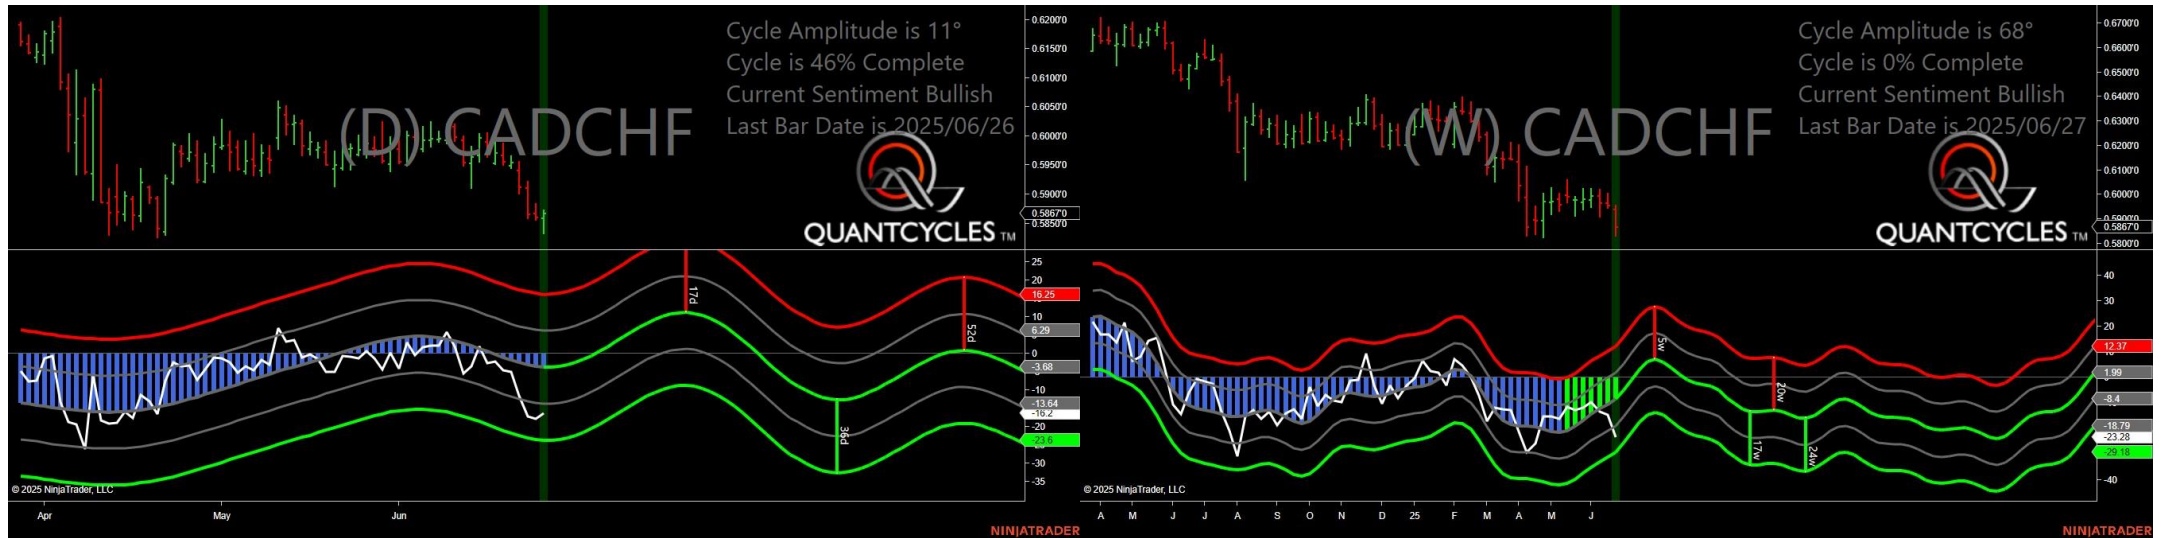 Cycle Amplitude is 11°
Cycle is 46% Complete
Current Sentiment Bullish
Last Bar Date is 2025/06/26
(D) CADCHF
QUANTCYCLES TM
0.6200'0
0.6150'0
0.6100'0
0.6050'0
0.6000'0
0.5950'0
0.5900'0
0.5867'0
0.5850'0
25
20
16.25
10
6.29
5
0
-3.68
-10
-13.64
-16.2
-20
-23.6
-30
-35
17d
36d
52d
© 2025 NinjaTrader, LLC
Apr
May
Jun
NINJATRADER
Cycle Amplitude is 68°
Cycle is 0% Complete
Current Sentiment Bullish
Last Bar Date is 2025/06/27
(W) CADCHF
QUANTCYCLES TM
0.6700'0
0.6600'0
0.6500'0
0.6400'0
0.6300'0
0.6200'0
0.6100'0
0.6000'0
0.5900'0
0.5867'0
0.5800'0
40
30
20
12.37
1.99
-8.4
-18.79
-23.28
-29.18
-40
5w
20w
17w
24w
© 2025 NinjaTrader, LLC
A M J J A S O N D 25 F M A M J
NINJATRADER